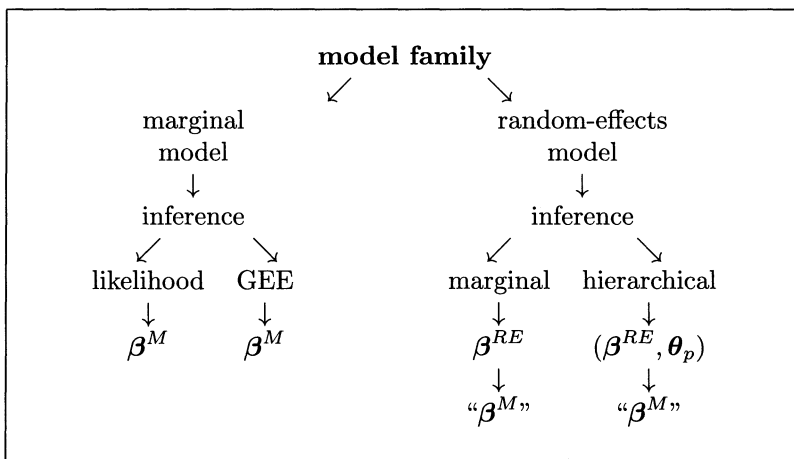 model family
marginal random-effects
model model
inference inference
likelihood GEE marginal hierarchical
β^M β^M β^RE (β^RE, θ_p)
“β^M” “β^M”